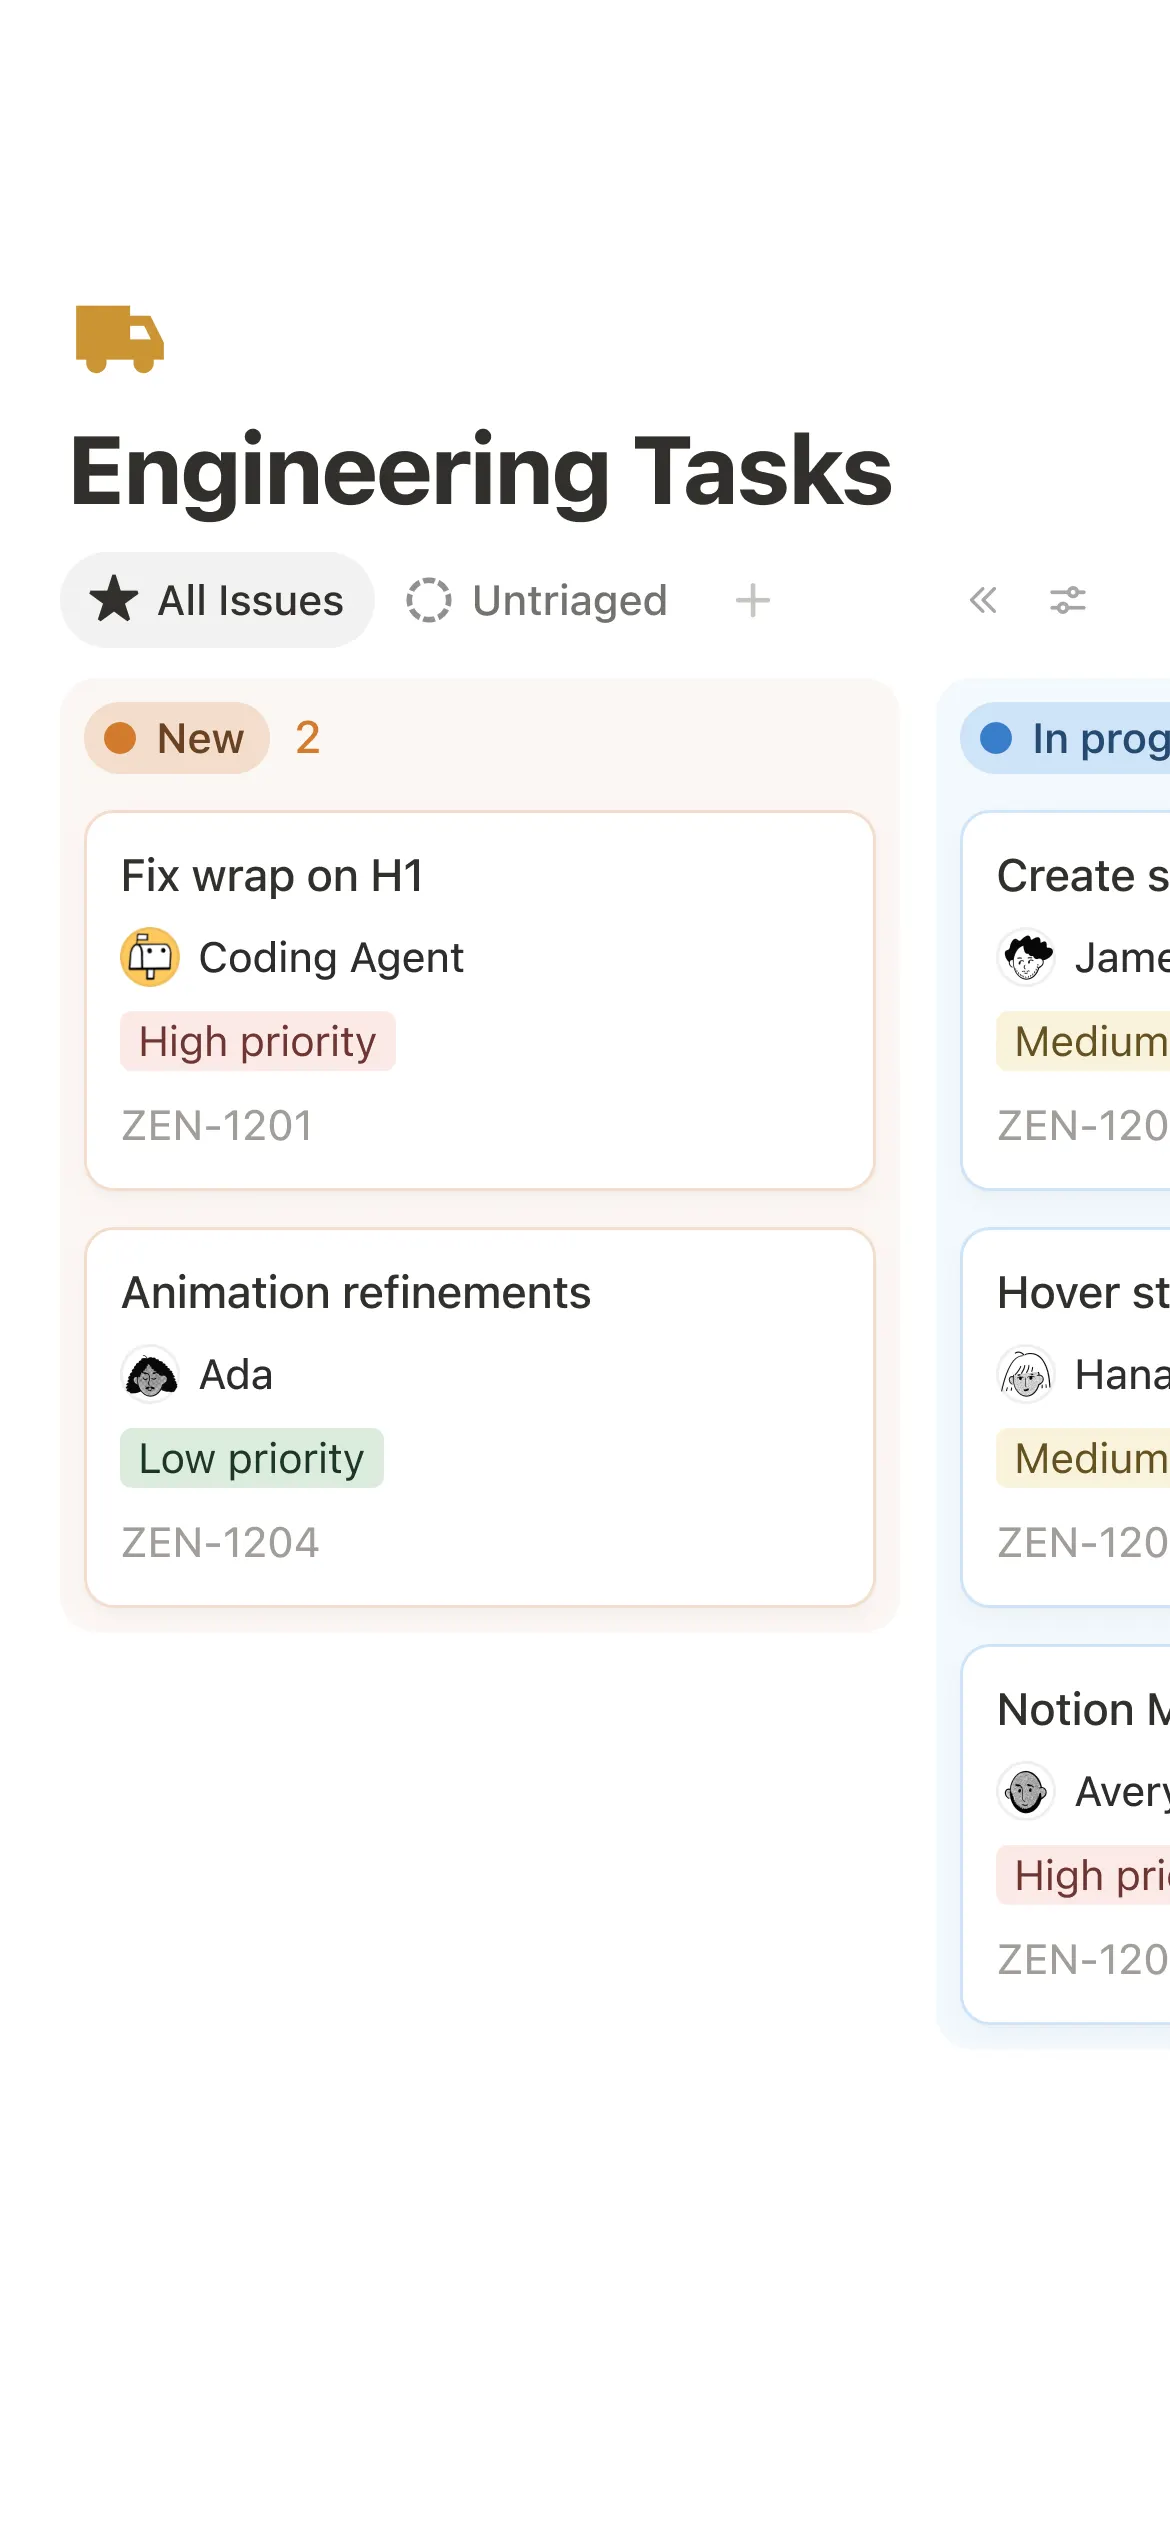 Engineering Tasks
All Issues
Untriaged
New 2
Fix wrap on H1
Coding Agent
High priority
ZEN-1201
Animation refinements
Ada
Low priority
ZEN-1204
In prog
Create s
Jame
Medium
ZEN-120
Hover st
Hana
Medium
ZEN-120
Notion M
Avery
High pri
ZEN-120